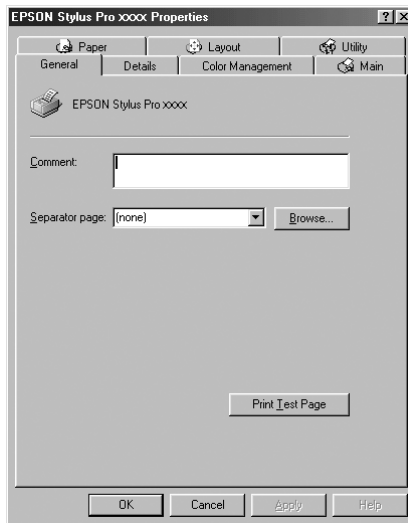 EPSON Stylus Pro xxxx Properties
Paper Layout Utility
General Details Color Management Main
EPSON Stylus Pro xxxx
Comment:
Separator page: (none) Browse...
Print Test Page
OK Cancel Apply Help